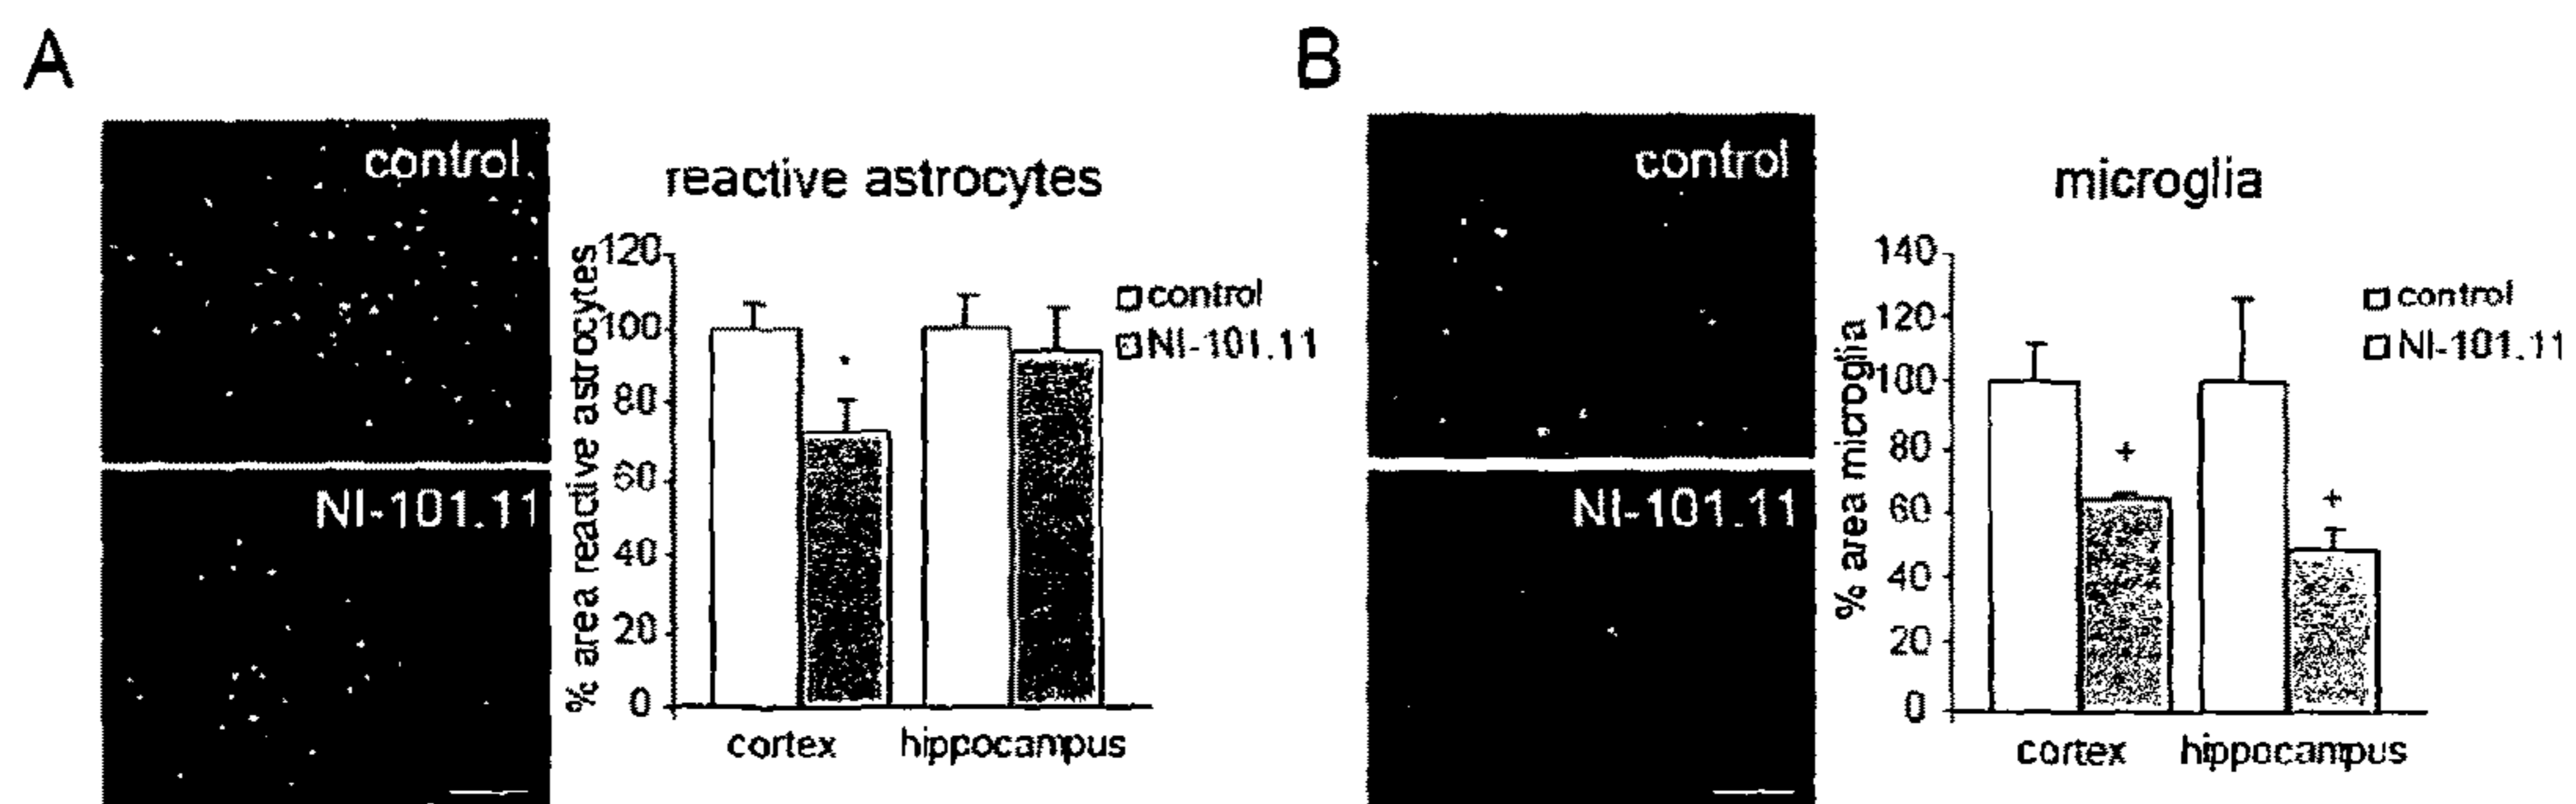 A
control
NI-101.11
reactive astrocytes
% area reactive astrocytes
120
100
80
60
40
20
0
cortex
hippocampus
control
NI-101.11
*
B
control
NI-101.11
microglia
% area microglia
140
120
100
80
60
40
20
0
cortex
hippocampus
control
NI-101.11
+
+